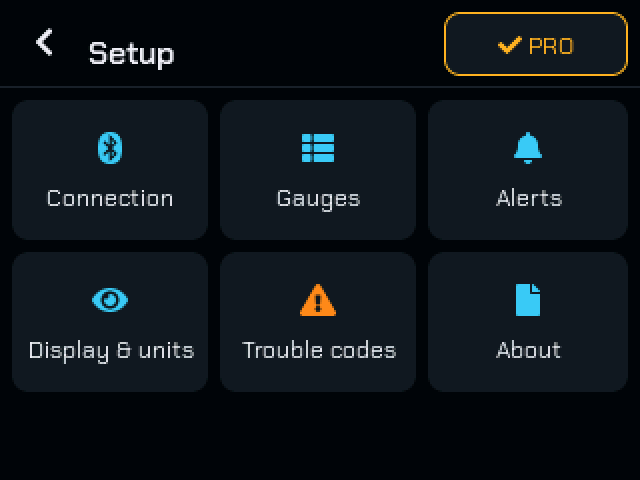 Setup
PRO
Connection
Gauges
Alerts
Display & units
Trouble codes
About